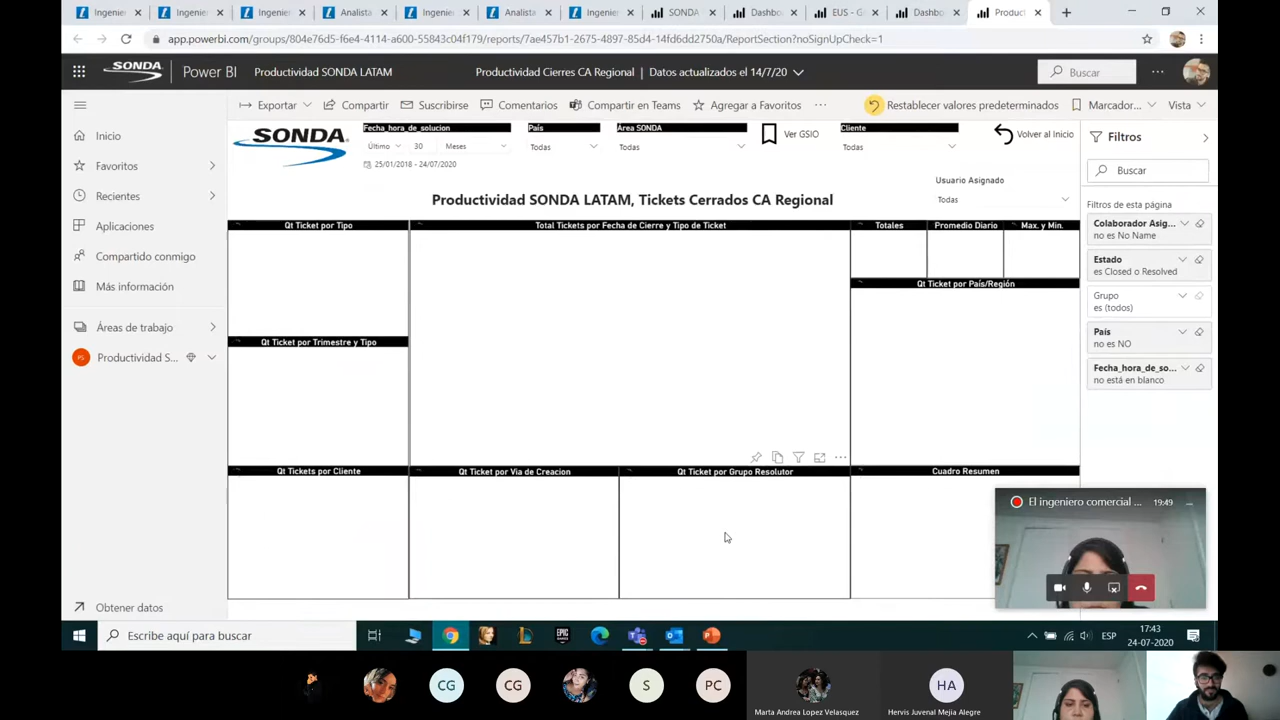 Ingenie
Ingenie
Ingenie
Analista
Ingenie
Analista
Ingenie
SONDA
Dashbo
EUS - G
Dashbo
Product
app.powerbi.com/groups/804e76d5-f6e4-4114-a600-55843c04f179/reports/7ae457b1-2675-4897-85d4-14fd6dd2750a/ReportSection?noSignUpCheck=1
SONDA Power BI Productividad SONDA LATAM Productividad Cierres CA Regional | Datos actualizados el 14/7/20 Buscar
Exportar Compartir Suscribirse Comentarios Compartir en Teams Agregar a Favoritos Restablecer valores predeterminados Marcador... Vista
Inicio
Favoritos
Recientes
Aplicaciones
Compartido conmigo
Más información
Áreas de trabajo
PS Productividad S...
Obtener datos
SONDA
Fecha_hora_de_solucion
Último 30 Meses
25/01/2018 - 24/07/2020
País
Todas
Área SONDA
Todas
Ver GSIO
Cliente
Todas
Volver al Inicio
Usuario Asignado
Todas
Productividad SONDA LATAM, Tickets Cerrados CA Regional
Qt Ticket por Tipo
Total Tickets por Fecha de Cierre y Tipo de Ticket
Totales
Promedio Diario
Max. y Min.
Qt Ticket por País/Región
Qt Ticket por Trimestre y Tipo
Qt Tickets por Cliente
Qt Ticket por Via de Creacion
Qt Ticket por Grupo Resolutor
Cuadro Resumen
Filtros
Buscar
Filtros de esta página
Colaborador Asig...
no es No Name
Estado
es Closed o Resolved
Grupo
es (todos)
País
no es NO
Fecha_hora_de_so...
no está en blanco
El ingeniero comercial ... 19:49
Escribe aquí para buscar
EPIC
ESP
17:43
24-07-2020
CG
CG
S
PC
Marta Andrea Lopez Velasquez
HA
Hervis Juvenal Mejia Alegre